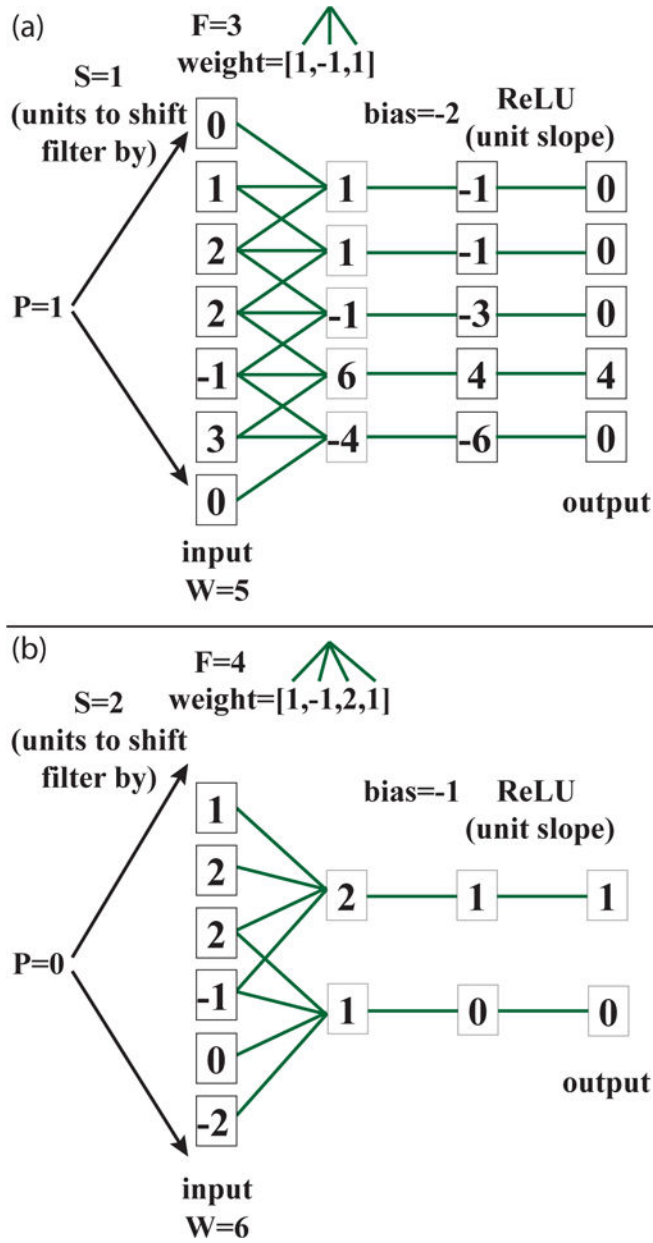 (a)
F=3
weight=[1,-1,1]
S=1
(units to shift
filter by)
bias=-2
ReLU
(unit slope)
0
1
1
-1
0
2
1
-1
0
P=1
2
-1
-3
0
-1
6
4
4
3
-4
-6
0
0
output
input
W=5
(b)
F=4
weight=[1,-1,2,1]
S=2
(units to shift
filter by)
bias=-1
ReLU
(unit slope)
1
2
2
1
1
2
P=0
-1
1
0
0
0
output
-2
input
W=6